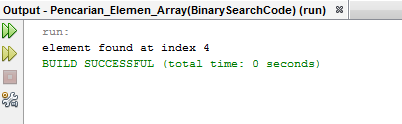 Output - Pencarian_Elemen_Array(BinarySearchCode) (run)
run:
element found at index 4
BUILD SUCCESSFUL (total time: 0 seconds)